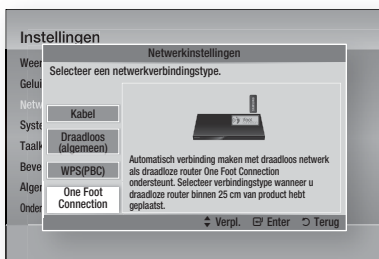 Instellingen
Netwerkinstellingen
Selecteer een netwerkverbindingstype.
Weer
Gelui
Netw
Syste
Taalk
Beve
Alger
Onder
Kabel
Draadloos
(algemeen)
WPS(PBC)
One Foot
Connection
Automatisch verbinding maken met draadloos netwerk
als draadloze router One Foot Connection
ondersteunt. Selecteer verbindingstype wanneer u
draadloze router binnen 25 cm van product hebt
geplaatst.
Verpl. Enter Terug